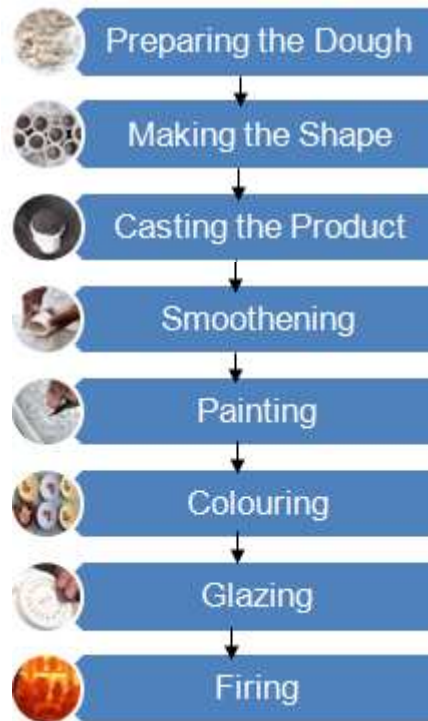 Preparing the Dough
Making the Shape
Casting the Product
Smoothening
Painting
Colouring
Glazing
Firing